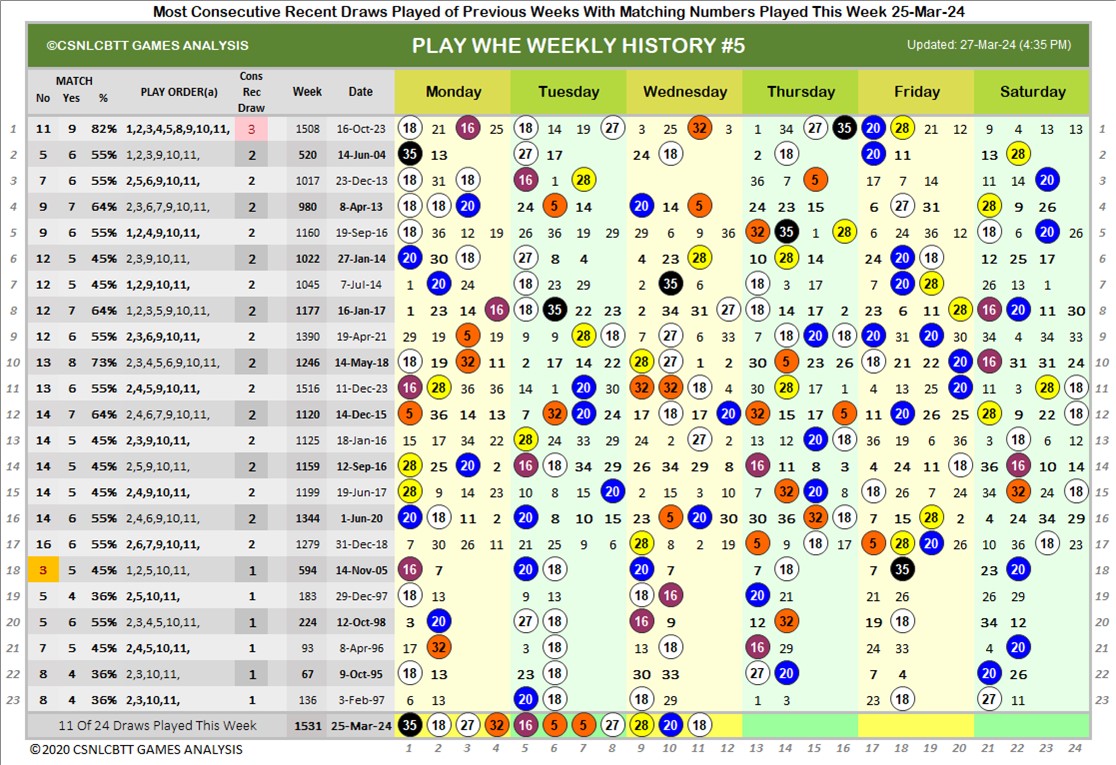 Most Consecutive Recent Draws Played of Previous Weeks With Matching Numbers Played This Week 25-Mar-24
©CSNLCBTT GAMES ANALYSIS PLAY WHE WEEKLY HISTORY #5 Updated: 27-Mar-24 (4:35 PM)
MATCH Cons Rec Draw
No Yes % PLAY ORDER(a) Week Date Monday Tuesday Wednesday Thursday Friday Saturday
1 11 9 82% 1,2,3,4,5,8,9,10,11, 3 1508 16-Oct-23 18 21 16 25 18 14 19 27 3 25 32 3 1 34 27 35 20 28 21 12 9 4 13 13 1
2 5 6 55% 1,2,3,9,10,11, 2 520 14-Jun-04 35 13 27 17 24 18 2 18 20 11 13 28 2
3 7 6 55% 2,5,6,9,10,11, 2 1017 23-Dec-13 18 31 18 16 1 28 36 7 5 17 7 14 11 14 20 3
4 9 7 64% 2,3,6,7,9,10,11, 2 980 8-Apr-13 18 18 20 24 5 14 20 14 5 24 23 15 6 27 31 28 9 26 4
5 9 6 55% 1,2,4,9,10,11, 2 1160 19-Sep-16 18 36 12 19 26 36 19 29 29 6 9 36 32 35 1 28 6 24 36 12 18 6 20 26 5
6 12 5 45% 2,3,9,10,11, 2 1022 27-Jan-14 20 30 18 27 8 4 4 23 28 10 28 14 24 20 18 12 25 17 6
7 12 5 45% 1,2,9,10,11, 2 1045 7-Jul-14 1 20 24 18 23 29 2 35 6 18 3 17 7 20 28 26 13 1 7
8 12 7 64% 1,2,3,5,9,10,11, 2 1177 16-Jan-17 1 23 14 16 18 35 22 23 2 34 31 27 18 14 17 2 23 6 11 28 16 20 11 30 8
9 12 6 55% 2,3,6,9,10,11, 2 1390 19-Apr-21 29 19 5 19 9 9 28 18 9 27 6 33 7 18 20 18 20 19 20 30 34 4 34 33 9
10 13 8 73% 2,3,4,5,6,9,10,11, 2 1246 14-May-18 18 19 32 11 2 17 14 22 28 27 1 2 30 5 23 26 18 21 22 20 16 31 31 24 10
11 13 6 55% 2,4,5,9,10,11, 2 1516 11-Dec-23 16 28 36 36 14 1 20 30 32 32 18 4 30 28 17 1 4 13 25 20 11 3 28 18 11
12 14 7 64% 2,4,6,7,9,10,11, 2 1120 14-Dec-15 5 36 14 13 7 32 20 24 17 18 17 20 32 15 17 5 11 20 26 25 28 9 22 18 12
13 14 5 45% 2,3,9,10,11, 2 1125 18-Jan-16 15 17 34 22 28 24 33 29 24 2 27 2 13 12 20 18 36 19 6 36 3 18 6 12 13
14 14 5 45% 2,5,9,10,11, 2 1159 12-Sep-16 28 25 20 2 16 18 34 29 26 34 29 8 16 11 8 3 4 24 11 18 36 16 10 14 14
15 14 5 45% 2,4,9,10,11, 2 1199 19-Jun-17 28 9 14 23 10 8 15 20 2 15 3 10 7 32 20 8 18 26 7 24 34 32 24 18 15
16 14 6 55% 2,4,6,9,10,11, 2 1344 1-Jun-20 20 18 11 2 20 8 10 15 23 5 20 30 30 36 32 18 7 15 28 2 4 24 34 29 16
17 16 6 55% 2,6,7,9,10,11, 2 1279 31-Dec-18 7 30 26 11 21 25 9 6 28 8 2 19 5 9 18 17 5 28 20 26 10 36 18 23 17
18 3 5 45% 1,2,5,10,11, 1 594 14-Nov-05 16 7 20 18 20 7 7 18 7 35 23 20 18
19 5 4 36% 2,5,10,11, 1 183 29-Dec-97 18 13 9 13 18 16 20 21 21 26 26 29 19
20 5 6 55% 2,3,4,5,10,11, 1 224 12-Oct-98 3 20 27 18 16 9 12 32 19 18 34 12 20
21 7 5 45% 2,4,5,10,11, 1 93 8-Apr-96 17 32 3 18 13 18 16 29 24 33 4 20 21
22 8 4 36% 2,3,10,11, 1 67 9-Oct-95 18 13 23 18 30 33 27 20 7 4 20 26 22
23 8 4 36% 2,3,10,11, 1 136 3-Feb-97 6 13 20 18 18 29 1 3 23 18 27 11 23
11 Of 24 Draws Played This Week 1531 25-Mar-24 35 18 27 32 16 5 5 27 28 20 18
© 2020 CSNLCBTT GAMES ANALYSIS 1 2 3 4 5 6 7 8 9 10 11 12 13 14 15 16 17 18 19 20 21 22 23 24